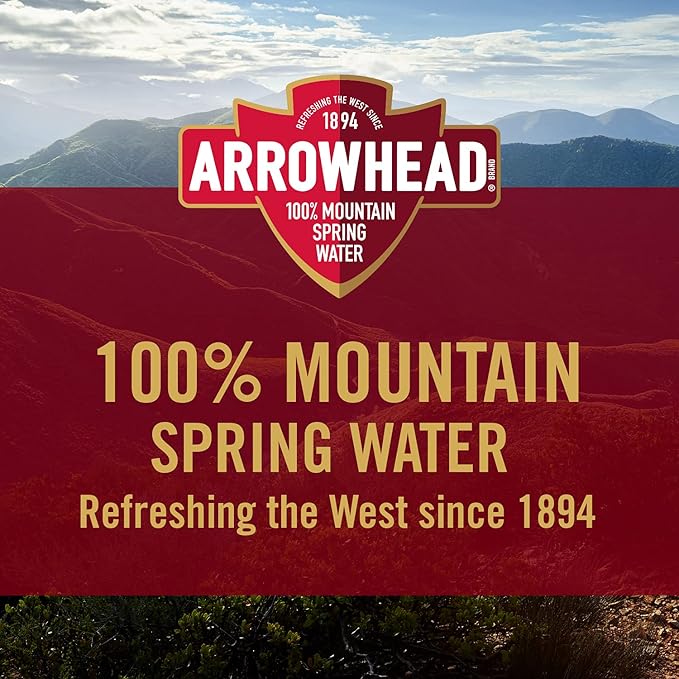 REFRESHING THE WEST SINCE
1894
ARROWHEAD® BRAND
100% MOUNTAIN
SPRING
WATER
100% MOUNTAIN
SPRING WATER
Refreshing the West since 1894